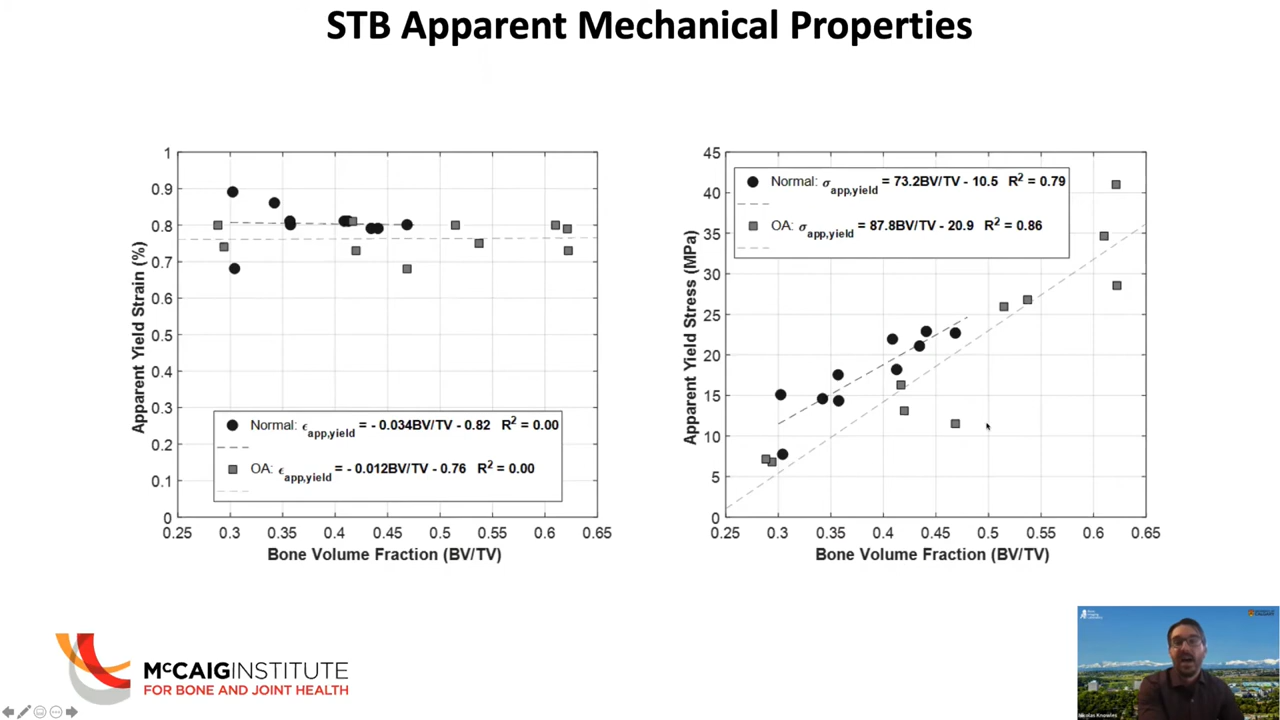 STB Apparent Mechanical Properties
Apparent Yield Strain (%)
1
0.9
0.8
0.7
0.6
0.5
0.4
0.3
0.2
0.1
0
Normal: ϵapp,yield = - 0.034BV/TV - 0.82 R² = 0.00
OA: ϵapp,yield = - 0.012BV/TV - 0.76 R² = 0.00
0.25 0.3 0.35 0.4 0.45 0.5 0.55 0.6 0.65
Bone Volume Fraction (BV/TV)
Apparent Yield Stress (MPa)
45
40
35
30
25
20
15
10
5
0
Normal: σapp,yield = 73.2BV/TV - 10.5 R² = 0.79
OA: σapp,yield = 87.8BV/TV - 20.9 R² = 0.86
0.25 0.3 0.35 0.4 0.45 0.5 0.55 0.6 0.65
Bone Volume Fraction (BV/TV)
McCAIG INSTITUTE
FOR BONE AND JOINT HEALTH
Nicolas Knowles